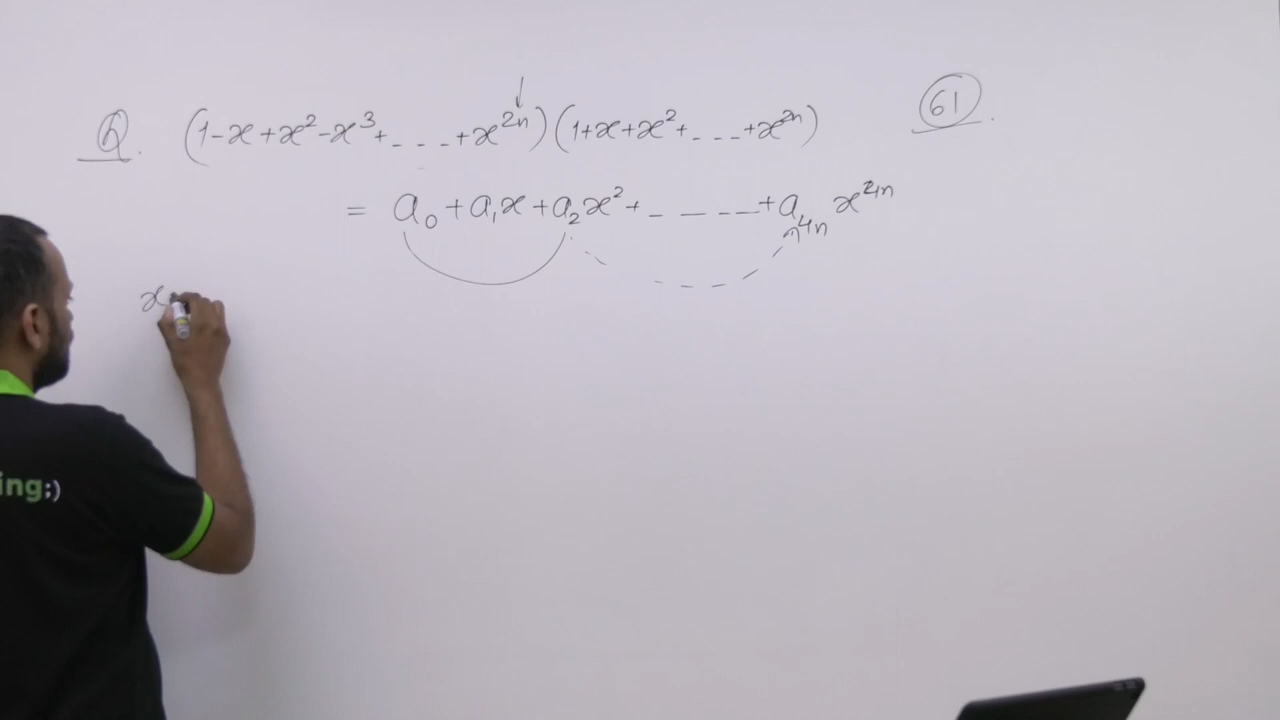 Q. (1-x+x²-x³+ - - - +x²ⁿ)(1+x+x²+ - - - +x²ⁿ) 61.
= a₀ + a₁x + a₂x² + - - - - + a₄ₙ x⁴ⁿ
x
ing;)